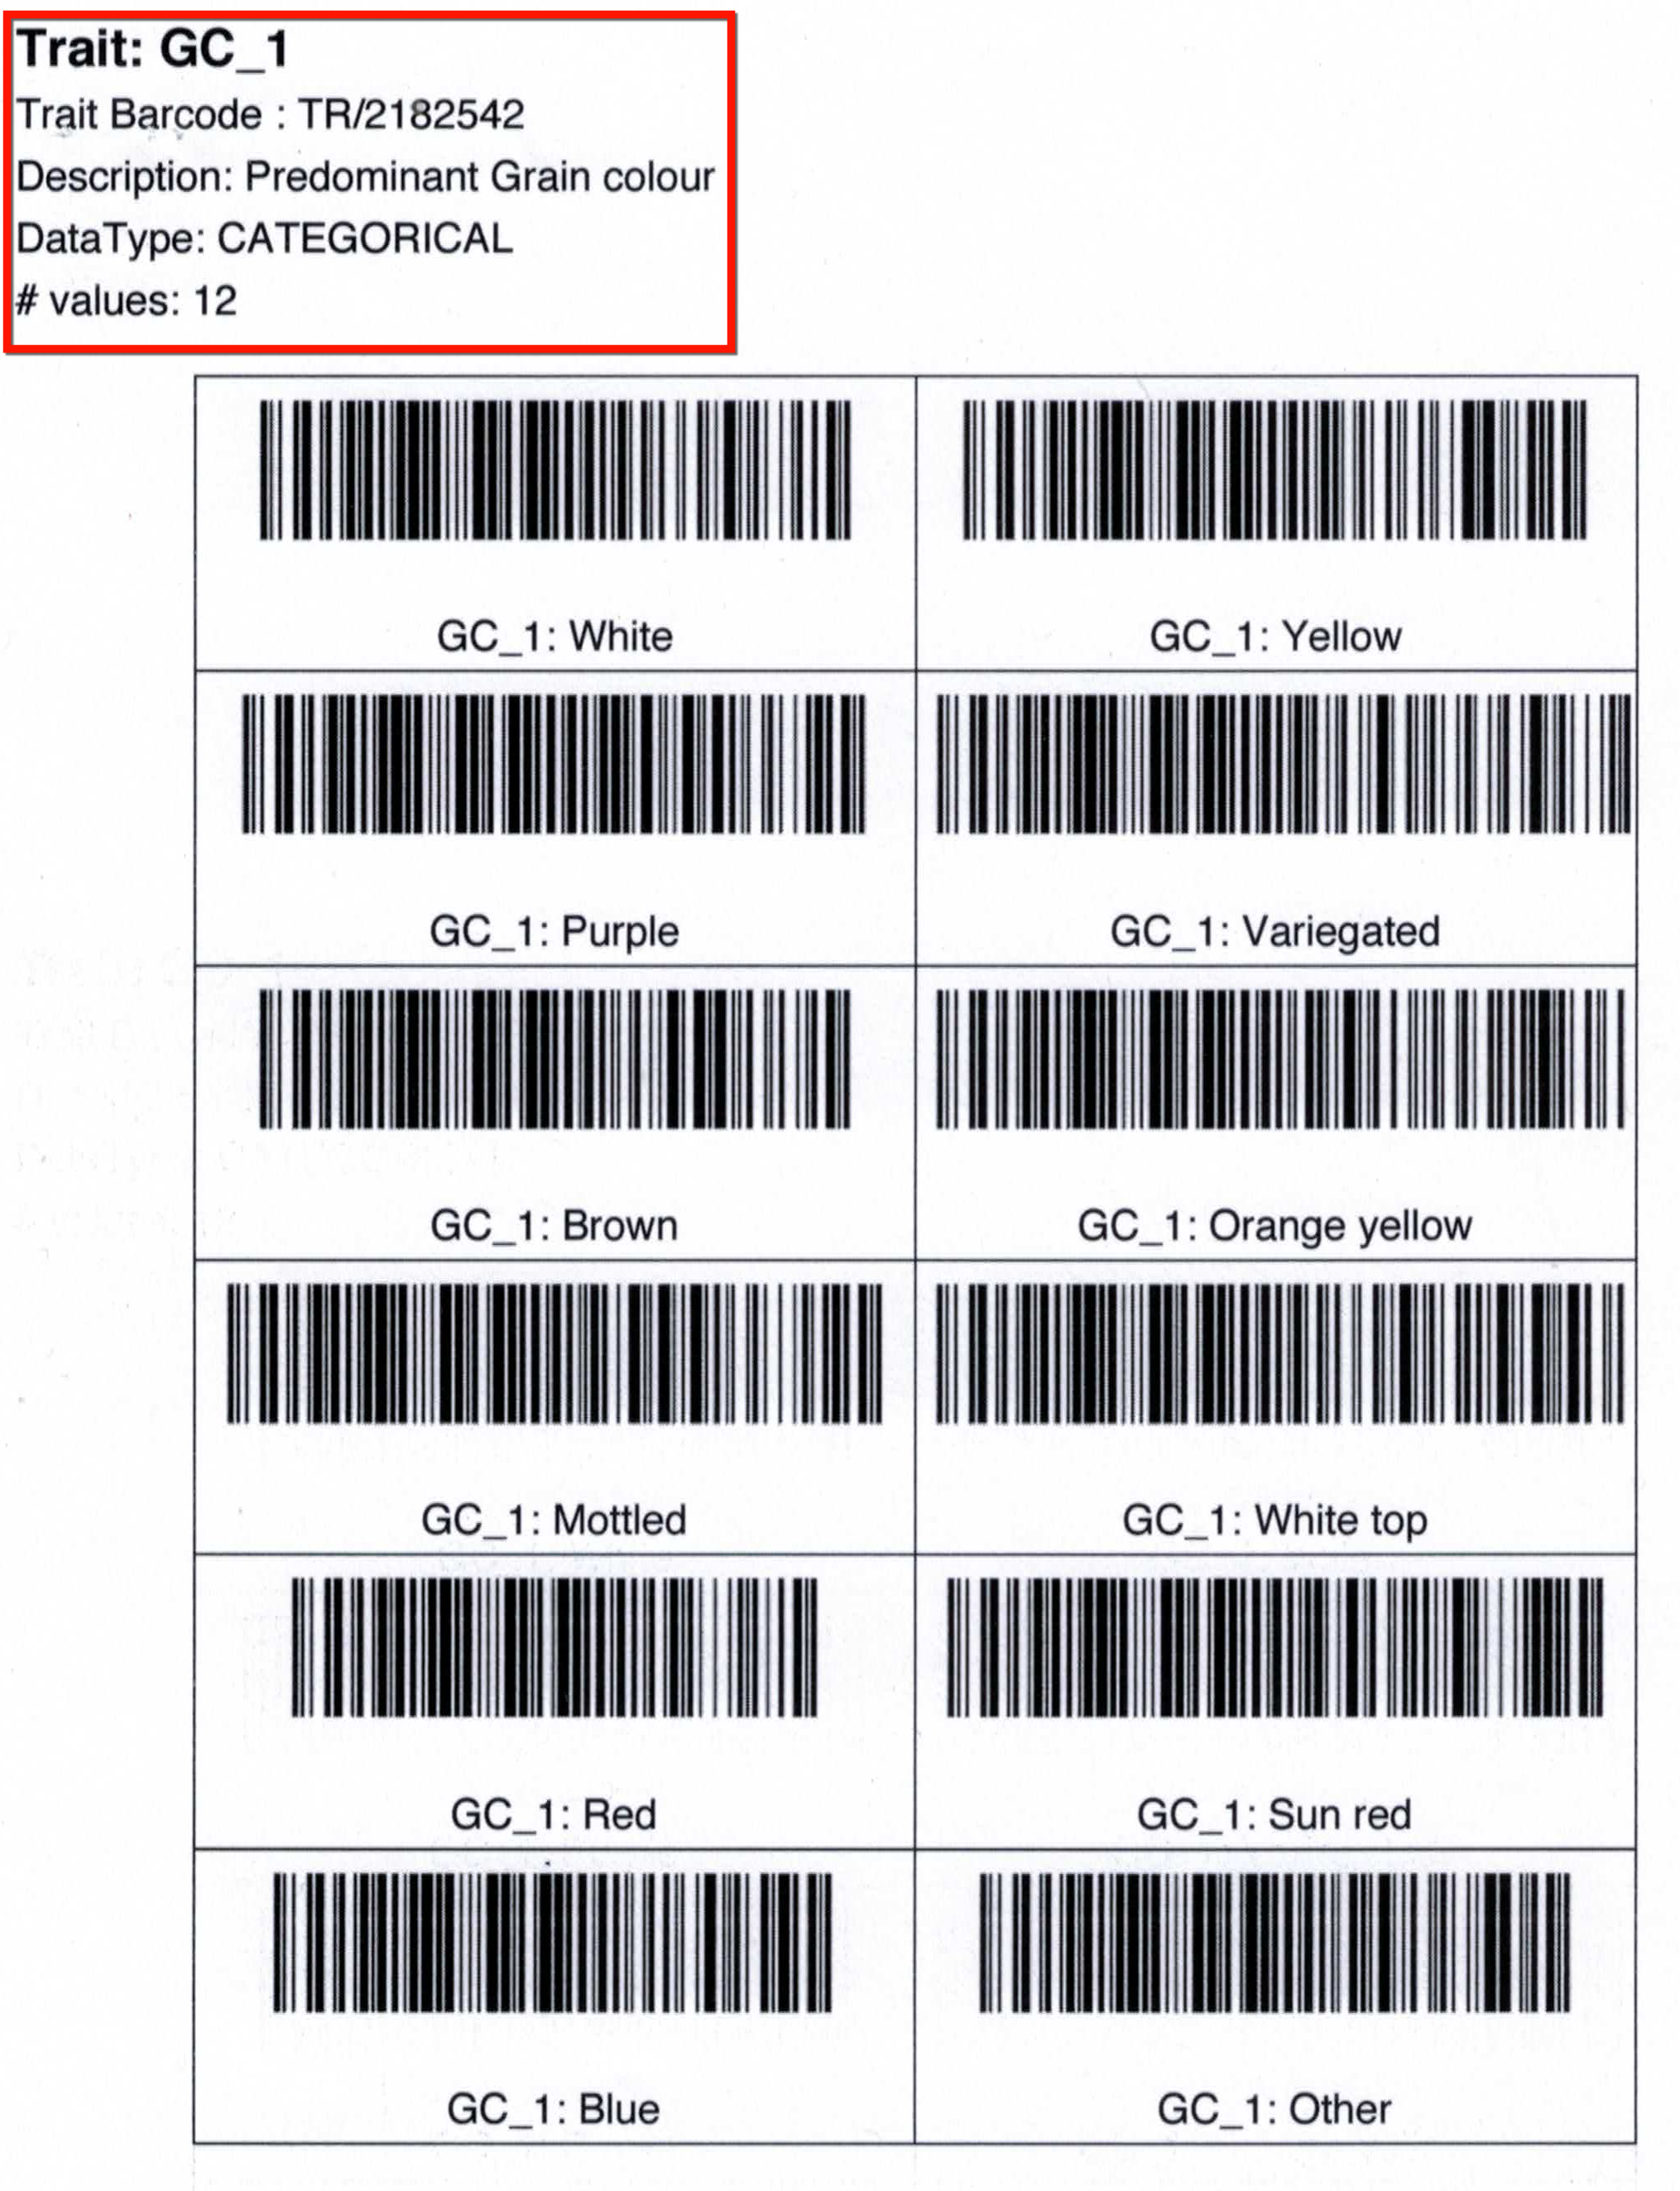 Trait: GC_1
Trait Barcode : TR/2182542
Description: Predominant Grain colour
DataType: CATEGORICAL
# values: 12
GC_1: White
GC_1: Yellow
GC_1: Purple
GC_1: Variegated
GC_1: Brown
GC_1: Orange yellow
GC_1: Mottled
GC_1: White top
GC_1: Red
GC_1: Sun red
GC_1: Blue
GC_1: Other